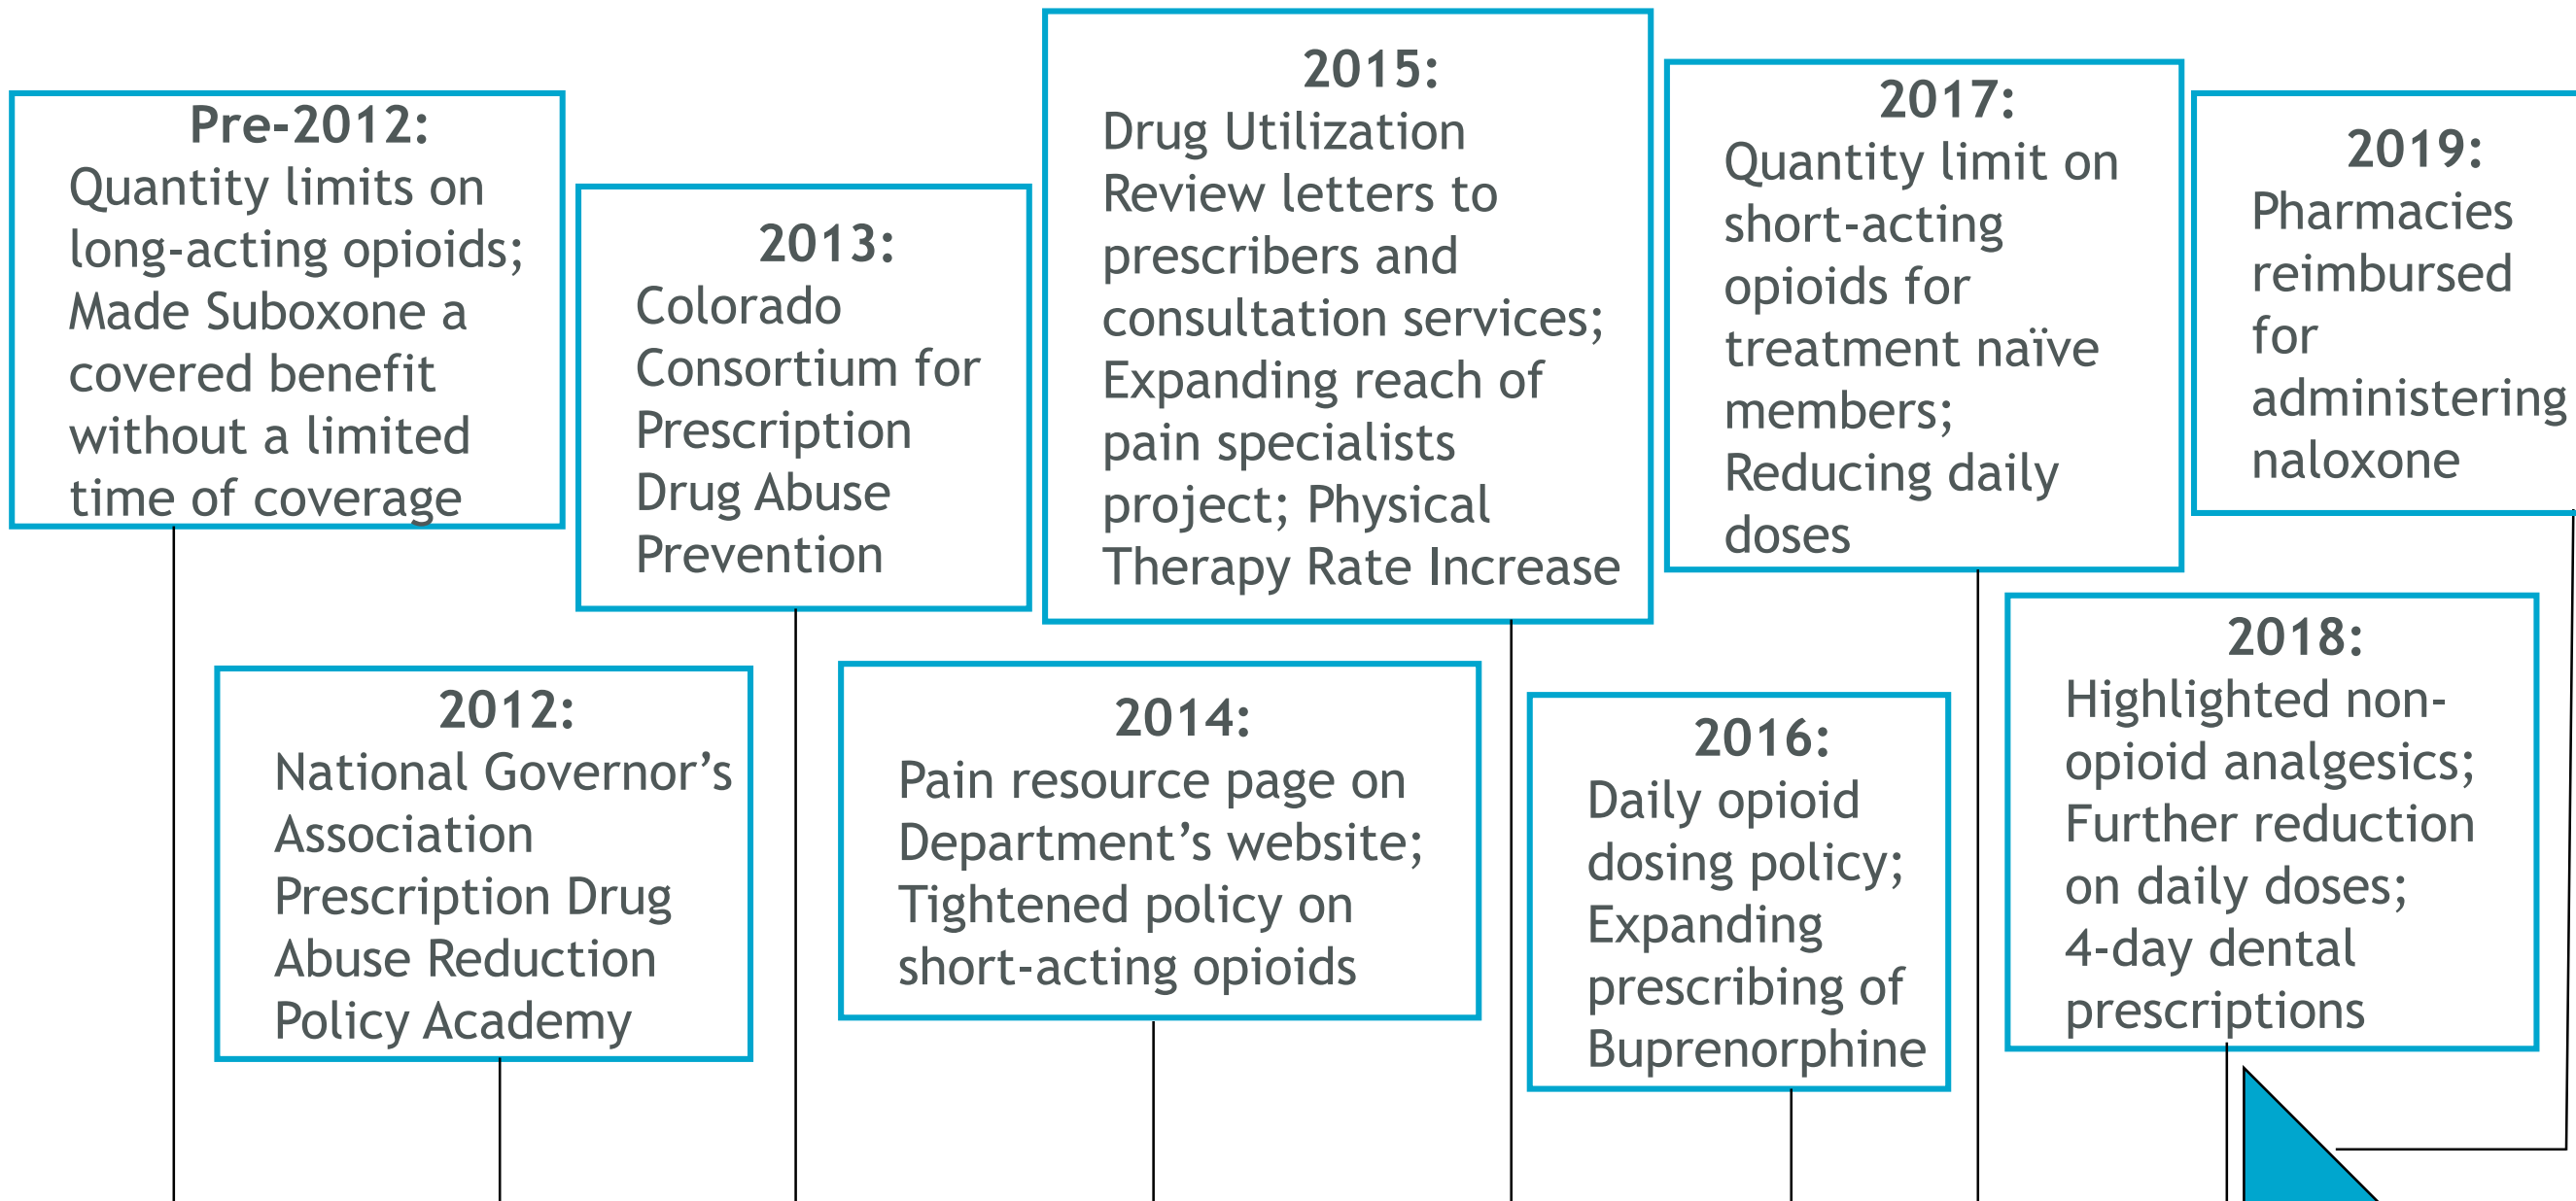 Pre-2012:
Quantity limits on
long-acting opioids;
Made Suboxone a
covered benefit
without a limited
time of coverage
2012:
National Governor’s
Association
Prescription Drug
Abuse Reduction
Policy Academy
2013:
Colorado
Consortium for
Prescription
Drug Abuse
Prevention
2014:
Pain resource page on
Department’s website;
Tightened policy on
short-acting opioids
2015:
Drug Utilization
Review letters to
prescribers and
consultation services;
Expanding reach of
pain specialists
project; Physical
Therapy Rate Increase
2016:
Daily opioid
dosing policy;
Expanding
prescribing of
Buprenorphine
2017:
Quantity limit on
short-acting
opioids for
treatment naïve
members;
Reducing daily
doses
2018:
Highlighted non-
opioid analgesics;
Further reduction
on daily doses;
4-day dental
prescriptions
2019:
Pharmacies
reimbursed
for
administering
naloxone